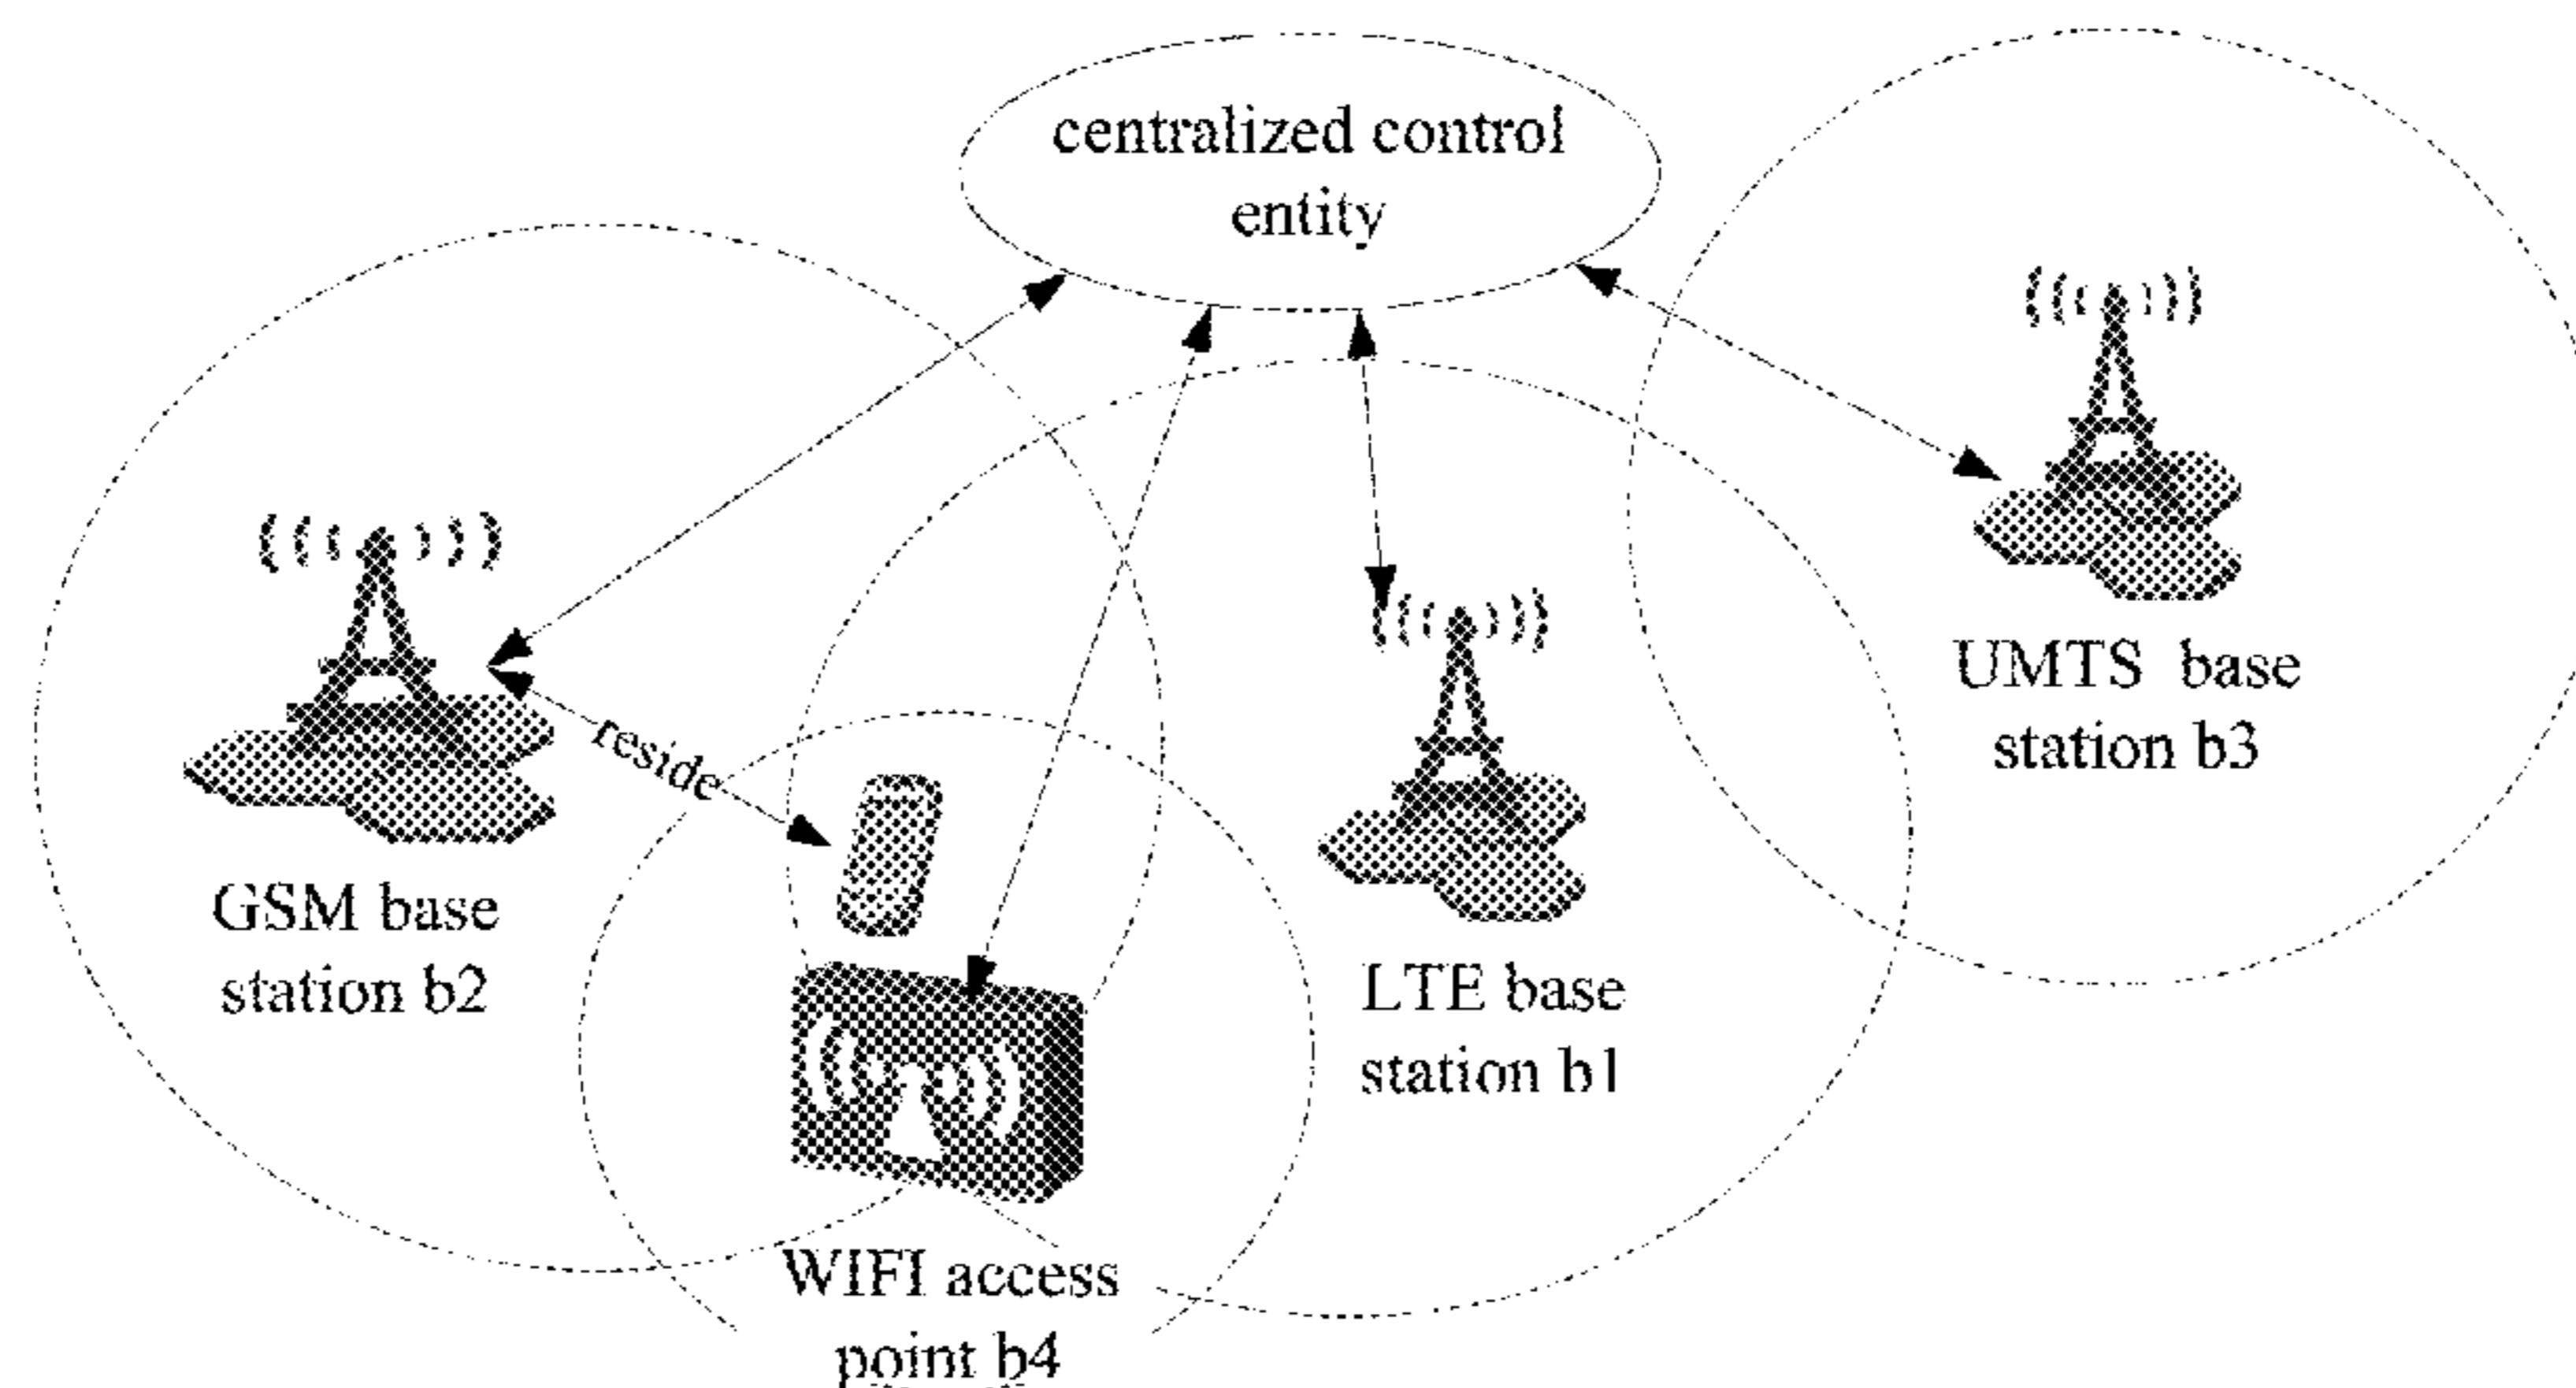 centralized control
entity
UMTS base
station b3
reside
GSM base
station b2
LTE base
station b1
WIFI access
point b4